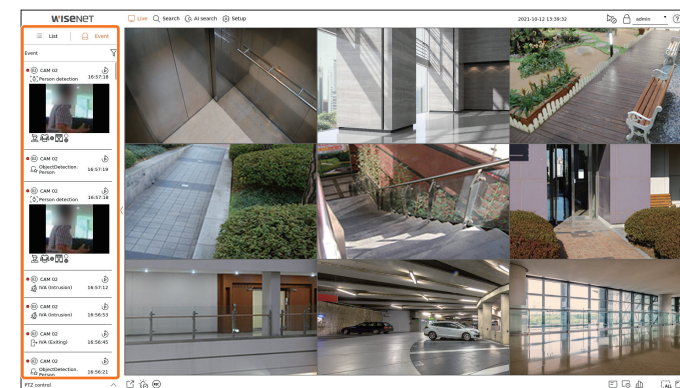 WISENET
Live Search AI search Setup
2021-10-12 13:39:32
admin
List Event
Event
CAM 02
Person detection 16:57:18
CAM 02
ObjectDetection. Person 16:57:19
CAM 02
Person detection 16:57:18
CAM 02
IVA (Intrusion) 16:57:12
CAM 02
IVA (Intrusion) 16:56:53
CAM 02
IVA (Exiting) 16:56:45
CAM 02
ObjectDetection. Person 16:56:21
PTZ control
ALL